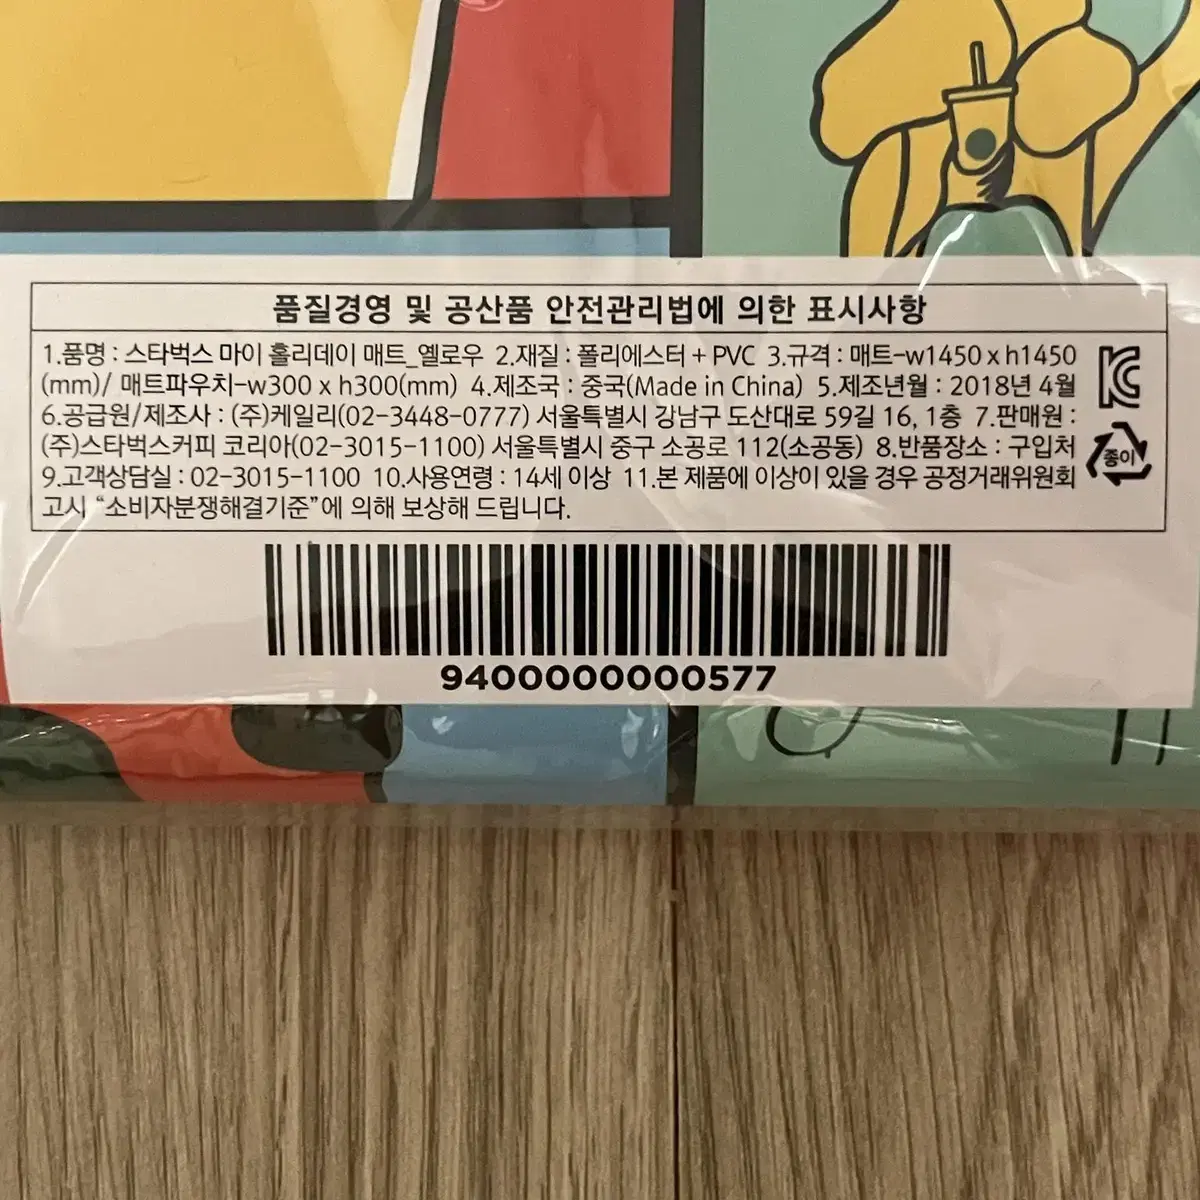 품질경영 및 공산품 안전관리법에 의한 표시사항
1.품명 : 스타벅스 마이 홀리데이 매트_옐로우 2.재질 : 폴리에스터 + PVC 3.규격 : 매트-w1450 x h1450
(mm)/ 매트파우치-w300 x h300(mm) 4.제조국 : 중국(Made in China) 5.제조년월 : 2018년 4월
6.공급원/제조사 : (주)케일리(02-3448-0777) 서울특별시 강남구 도산대로 59길 16, 1층 7.판매원 :
(주)스타벅스커피 코리아(02-3015-1100) 서울특별시 중구 소공로 112(소공동) 8.반품장소 : 구입처
9.고객상담실 : 02-3015-1100 10.사용연령 : 14세 이상 11.본 제품에 이상이 있을 경우 공정거래위원회
고시 “소비자분쟁해결기준”에 의해 보상해 드립니다.
종이
9400000000577